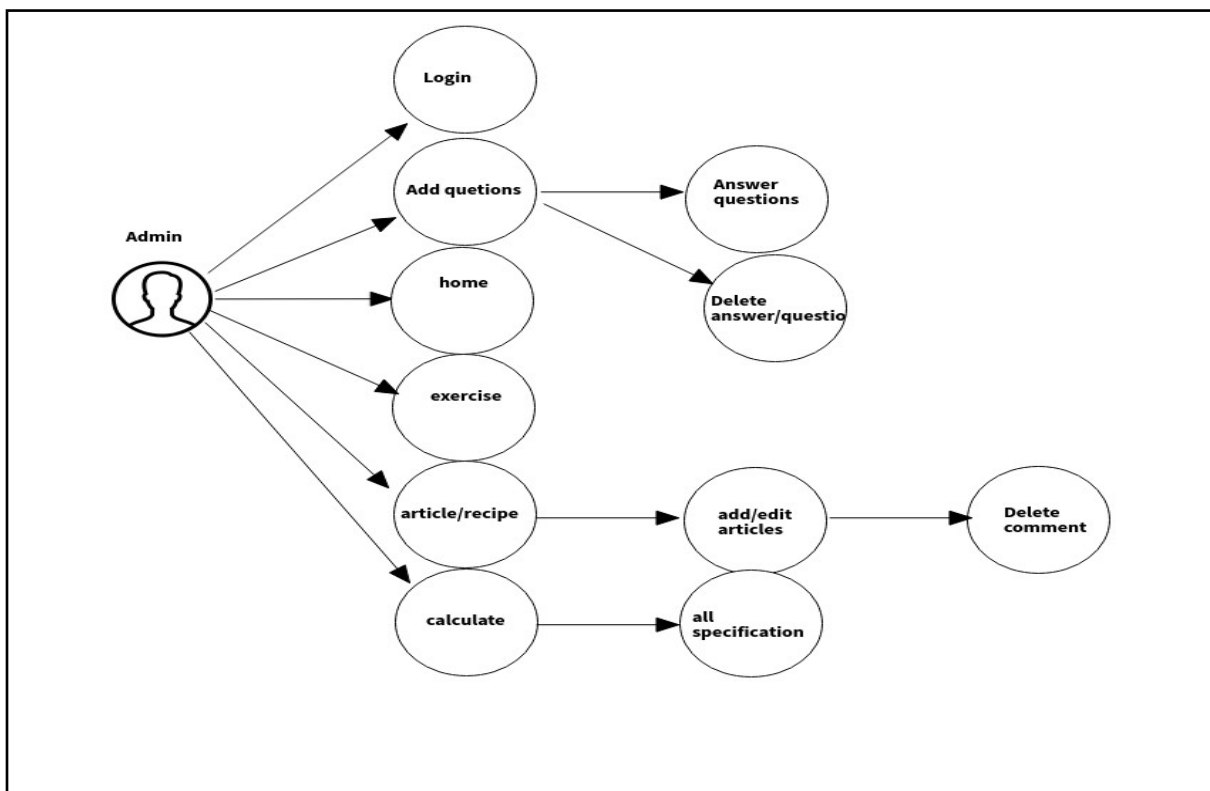 Login
Add quetions
Answer
questions
Admin
home
Delete
answer/questio
exercise
article/recipe
add/edit
articles
Delete
comment
calculate
all
specification